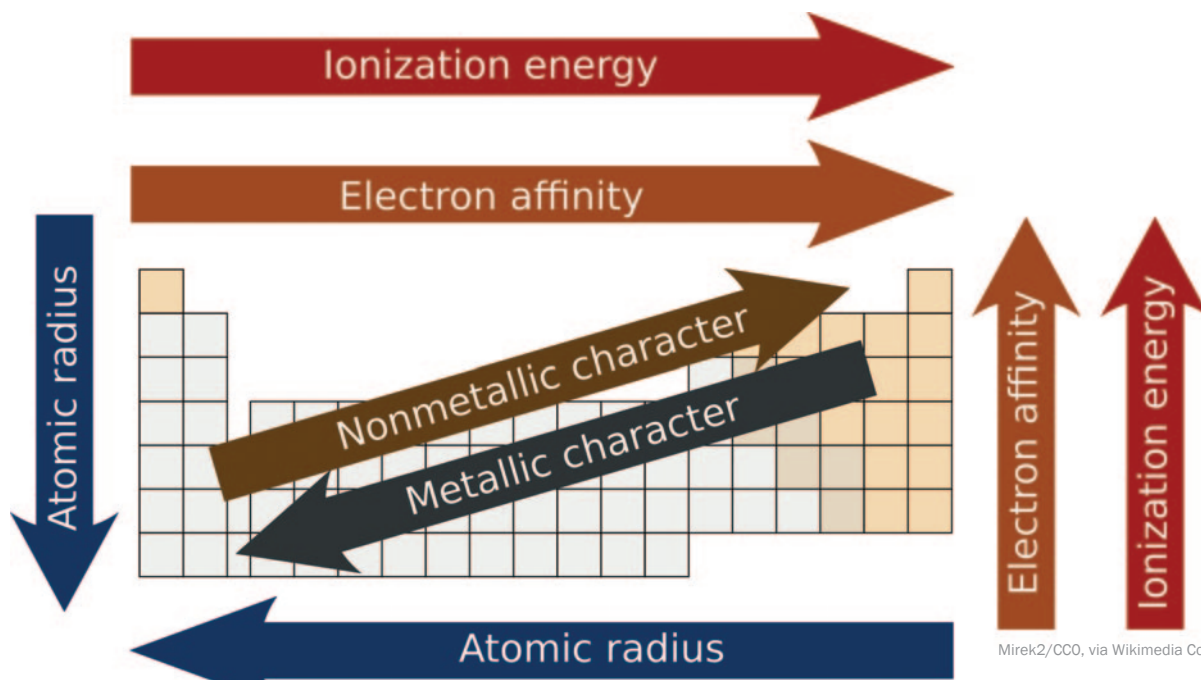 Ionization energy
Electron affinity
Atomic radius
Nonmetallic character
Metallic character
Electron affinity
Ionization energy
Atomic radius
Mirek2/CC0, via Wikimedia